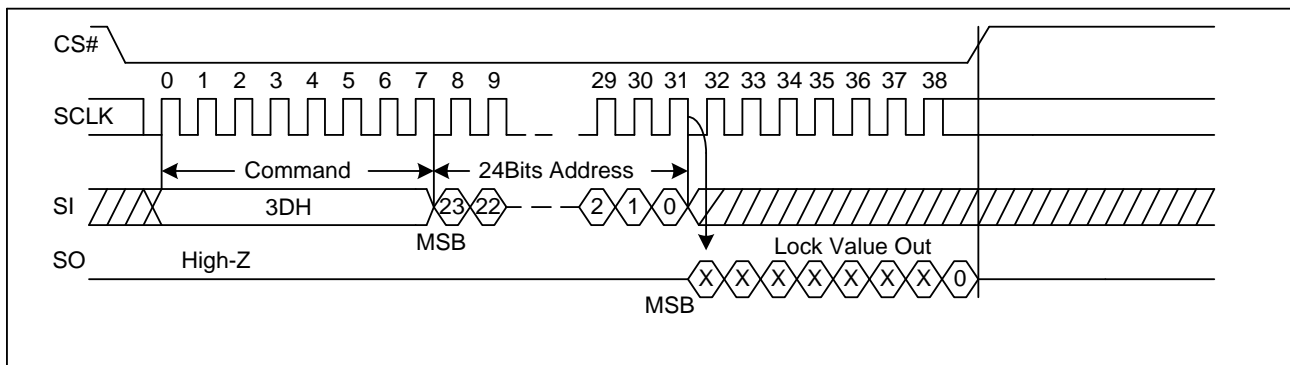 CS#
0 1 2 3 4 5 6 7 8 9 29 30 31 32 33 34 35 36 37 38
SCLK
Command 24Bits Address
SI 3DH 23 22 2 1 0
MSB
Lock Value Out
SO High-Z
X X X X X X X 0
MSB